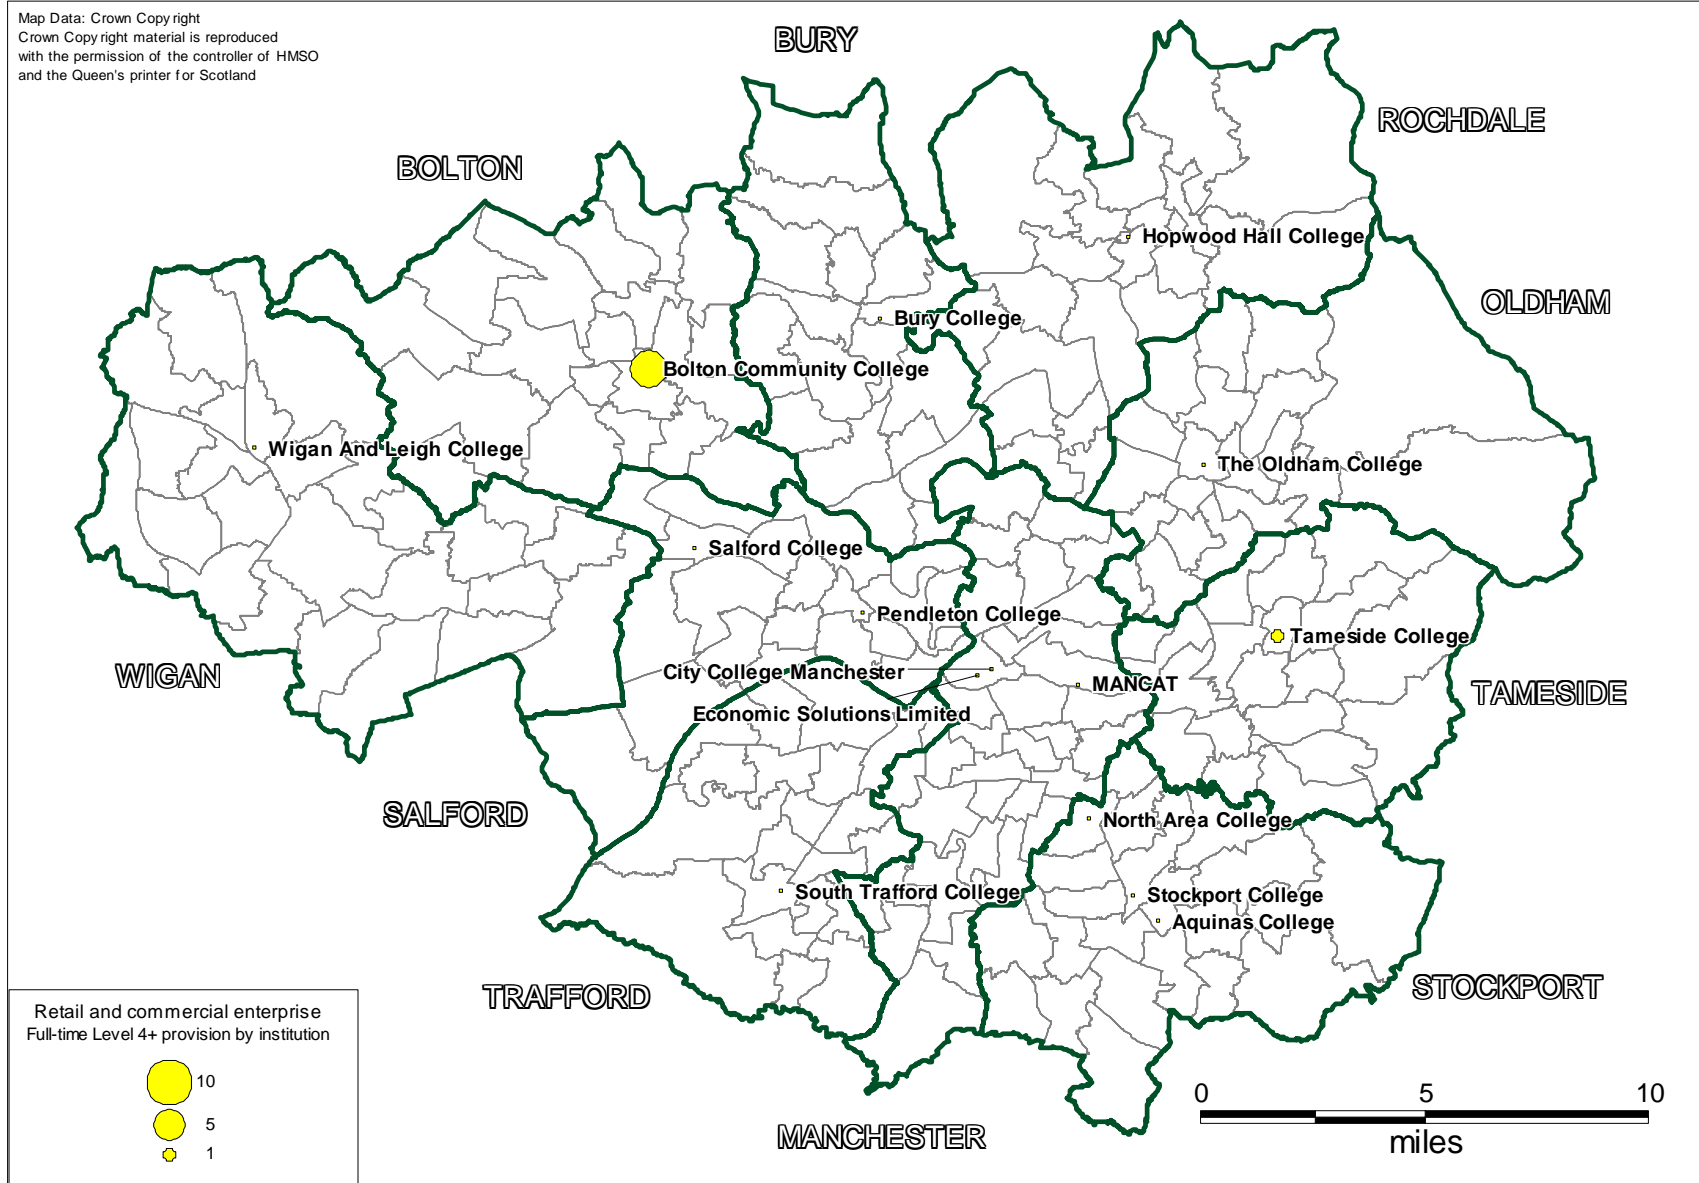 Map Data: Crown Copyright
Crown Copyright material is reproduced
with the permission of the controller of HMSO
and the Queen's printer for Scotland
BURY
ROCHDALE
BOLTON
Hopwood Hall College
OLDHAM
Bury College
Bolton Community College
Wigan And Leigh College
The Oldham College
Salford College
Pendleton College
Tameside College
WIGAN
City College Manchester
MANCAT
TAMESIDE
Economic Solutions Limited
SALFORD
North Area College
South Trafford College
Stockport College
Aquinas College
TRAFFORD
STOCKPORT
Retail and commercial enterprise
Full-time Level 4+ provision by institution
10
5
1
0 5 10
miles
MANCHESTER